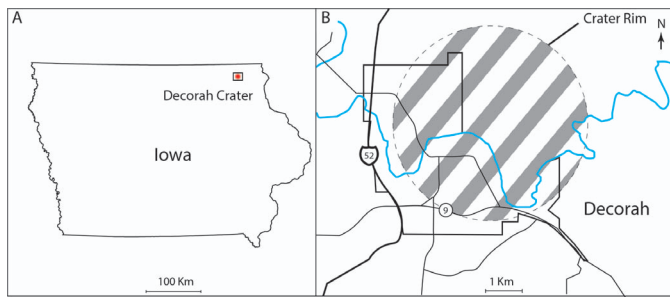 A
Decorah Crater
Iowa
100 Km
B
Crater Rim
N
52
9
Decorah
1 Km